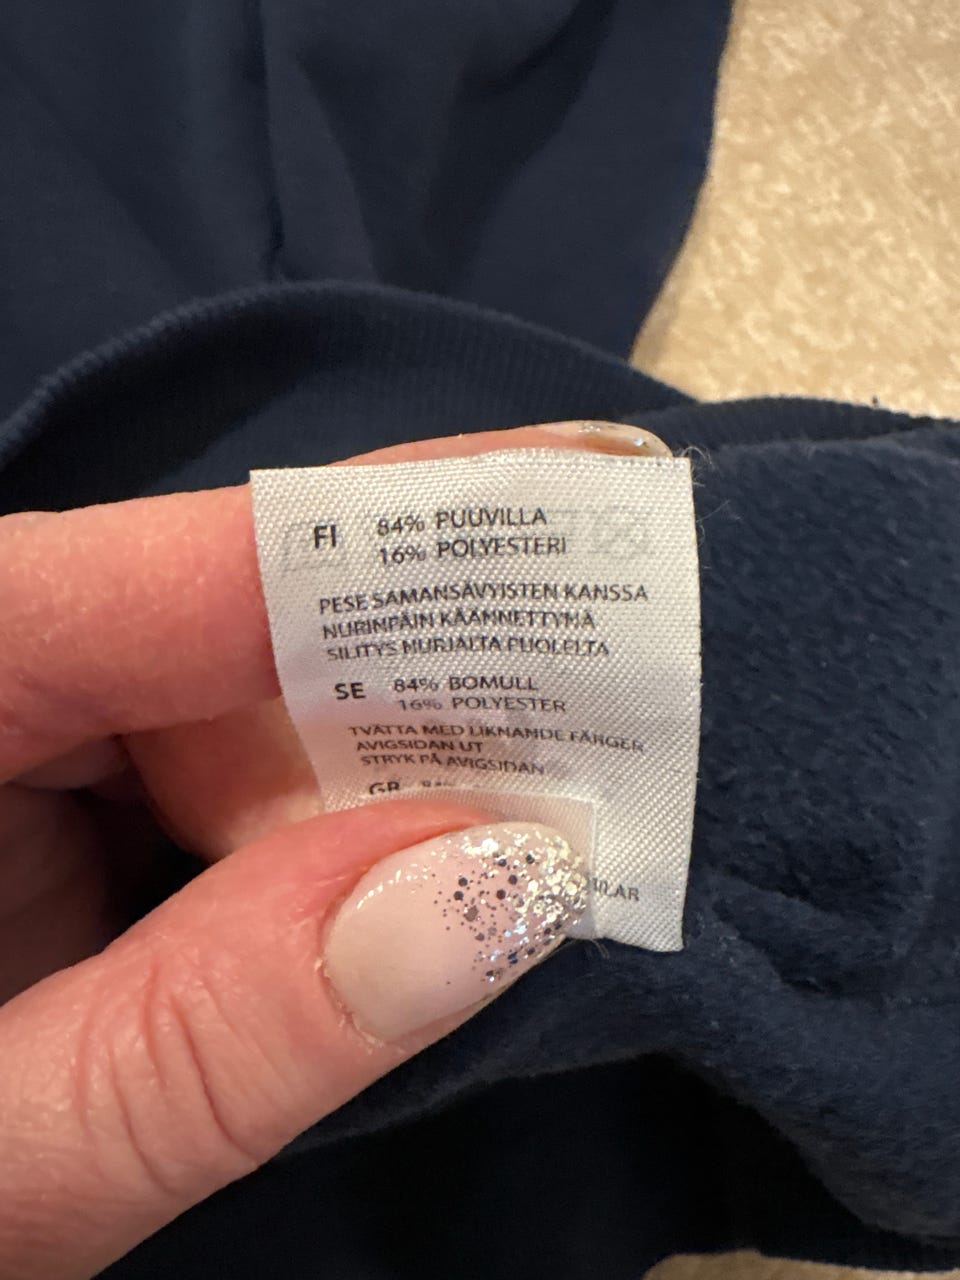 FI 84% PUUVILLA
16% POLYESTERI
PESE SAMANSÄVYISTEN KANSSA
NURINPÄIN KÄÄNNETTYNÄ
SILITYS NURJALTA PUOLELTA
SE 84% BOMULL
16% POLYESTER
TVÄTTA MED LIKNANDE FÄRGER
AVIGSIDAN UT
STRYK PÅ AVIGSIDAN
GB 84%